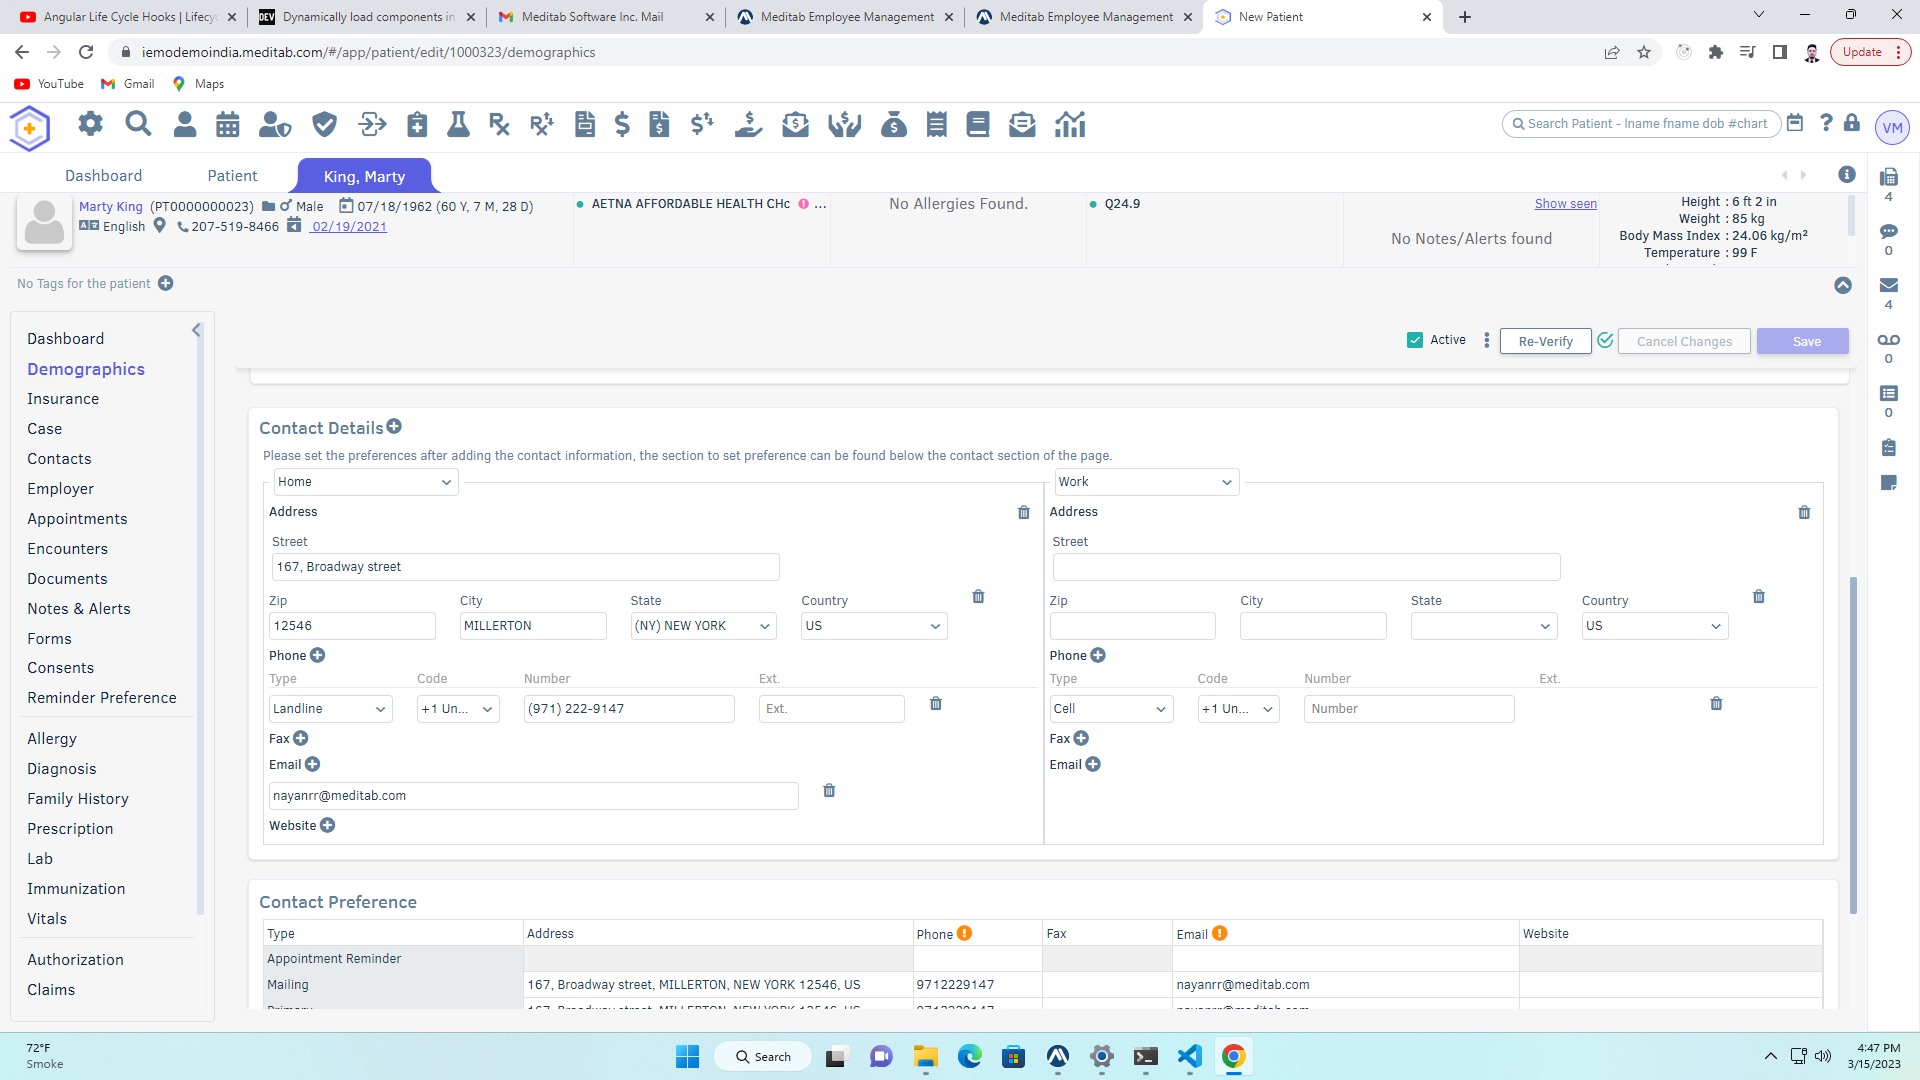 Angular Life Cycle Hooks | Lifecy
Dynamically load components in
Meditab Software Inc. Mail
Meditab Employee Management
Meditab Employee Management
New Patient
iemodemoindia.meditab.com/#/app/patient/edit/1000323/demographics
Update
YouTube
Gmail
Maps
Search Patient - lname fname dob #chart
VM
Dashboard
Patient
King, Marty
Marty King (PT0000000023) Male 07/18/1962 (60 Y, 7 M, 28 D)
English 207-519-8466 02/19/2021
AETNA AFFORDABLE HEALTH CHC ...
No Allergies Found.
Q24.9
Show seen
No Notes/Alerts found
Height : 6 ft 2 in
Weight : 85 kg
Body Mass Index : 24.06 kg/m²
Temperature : 99 F
4
0
4
0
0
No Tags for the patient
Active
Re-Verify
Cancel Changes
Save
Dashboard
Demographics
Insurance
Case
Contacts
Employer
Appointments
Encounters
Documents
Notes & Alerts
Forms
Consents
Reminder Preference
Allergy
Diagnosis
Family History
Prescription
Lab
Immunization
Vitals
Authorization
Claims
Contact Details
Please set the preferences after adding the contact information, the section to set preference can be found below the contact section of the page.
Home
Address
Street
167, Broadway street
Zip City State Country
12546 MILLERTON (NY) NEW YORK US
Phone
Type Code Number Ext.
Landline +1 Un... (971) 222-9147 Ext.
Fax
Email
nayanrr@meditab.com
Website
Work
Address
Street
Zip City State Country
US
Phone
Type Code Number Ext.
Cell +1 Un... Number
Fax
Email
Contact Preference
Type Address Phone Fax Email Website
Appointment Reminder
Mailing 167, Broadway street, MILLERTON, NEW YORK 12546, US 9712229147 nayanrr@meditab.com
72°F
Smoke
Search
4:47 PM
3/15/2023